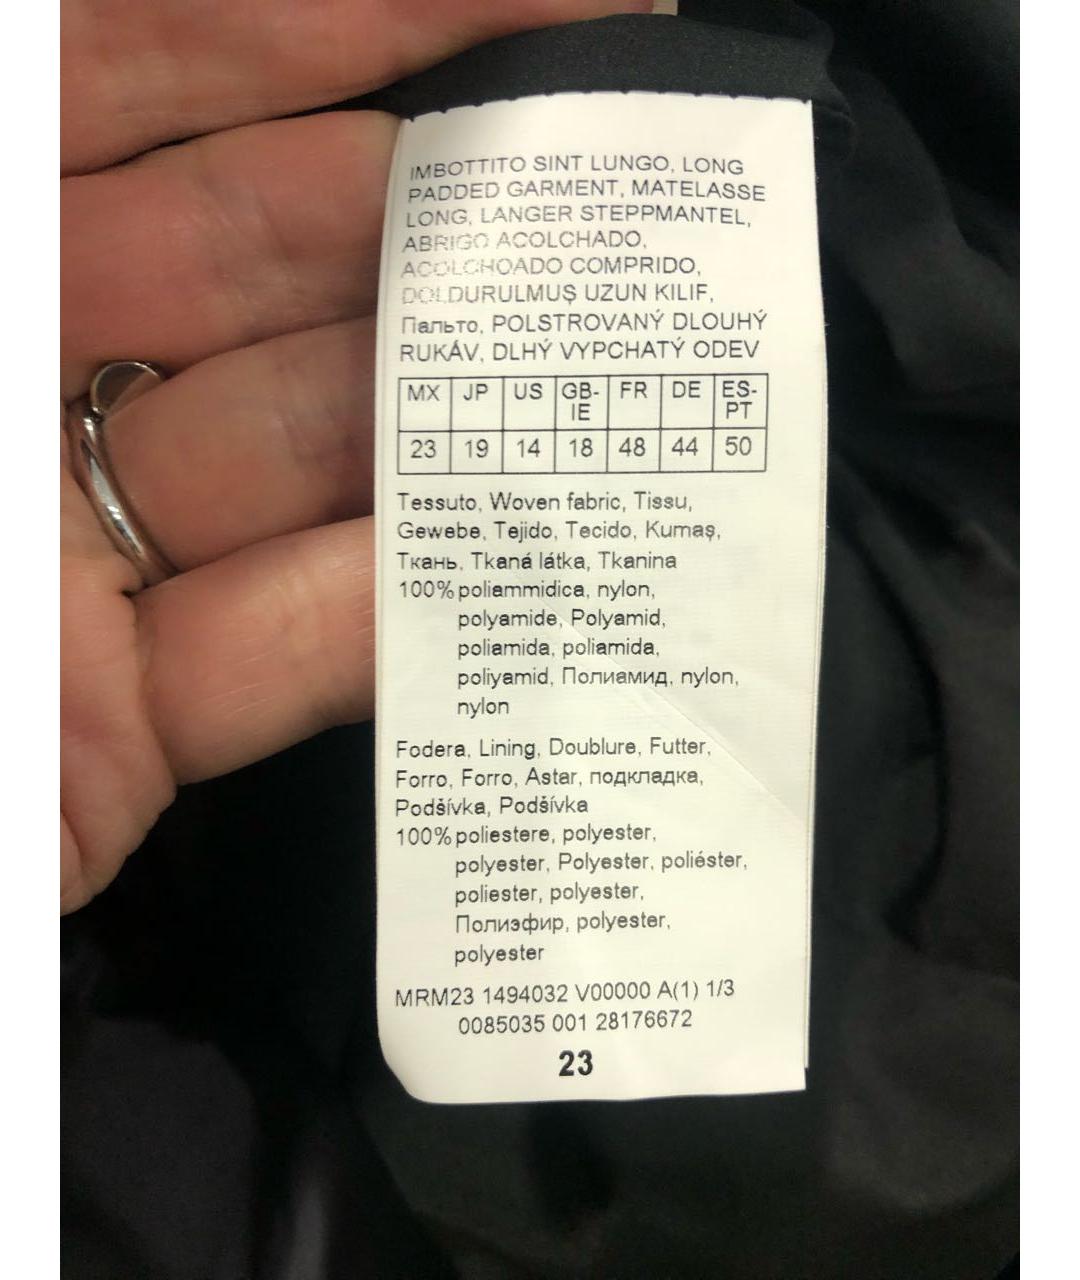 IMBOTTITO SINT LUNGO, LONG
PADDED GARMENT, MATELASSE
LONG, LANGER STEPPMANTEL,
ABRIGO ACOLCHADO,
ACOLCHOADO COMPRIDO,
DOLDURULMUŞ UZUN KILIF,
Пальто, POLSTROVANÝ DLOUHÝ
RUKÁV, DLHÝ VYPCHATÝ ODEV
MX JP US GB-IE FR DE ES-PT
23 19 14 18 48 44 50
Tessuto, Woven fabric, Tissu,
Gewebe, Tejido, Tecido, Kumaş,
Ткань, Tkaná látka, Tkanina
100% poliammidica, nylon,
polyamide, Polyamid,
poliamida, poliamida,
poliyamid, Полиамид, nylon,
nylon
Fodera, Lining, Doublure, Futter,
Forro, Forro, Astar, подкладка,
Podšívka, Podšívka
100% poliestere, polyester,
polyester, Polyester, poliéster,
poliester, polyester,
Полиэфир, polyester,
polyester
MRM23 1494032 V00000 A(1) 1/3
0085035 001 28176672
23